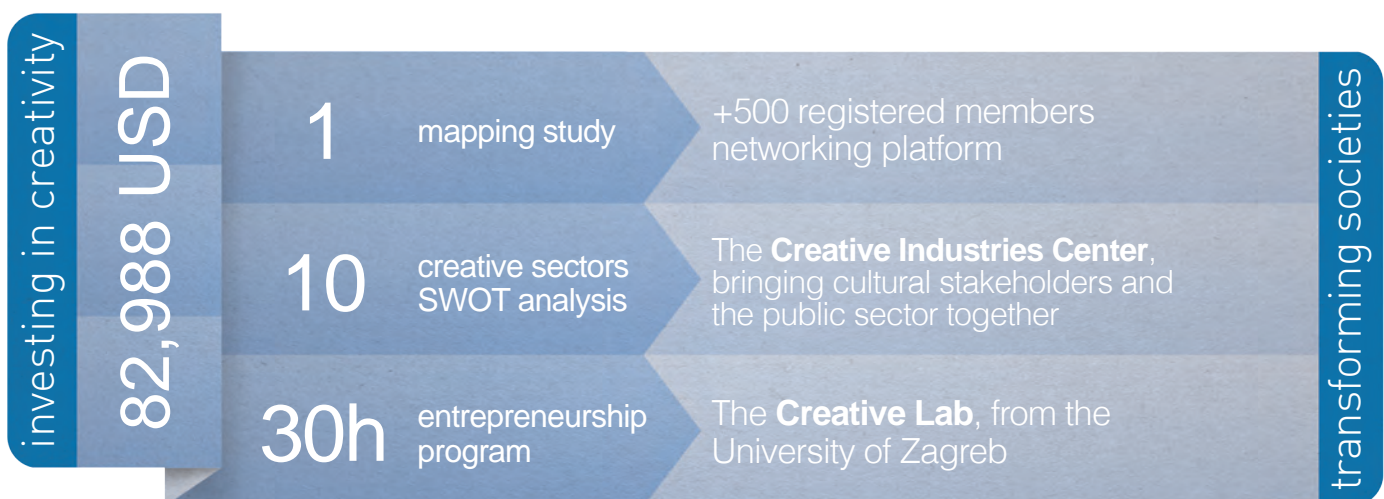 investing in creativity
82,988 USD
1
mapping study
+500 registered members
networking platform
10
creative sectors
SWOT analysis
The Creative Industries Center,
bringing cultural stakeholders and
the public sector together
30h
entrepreneurship
program
The Creative Lab, from the
University of Zagreb
transforming societies